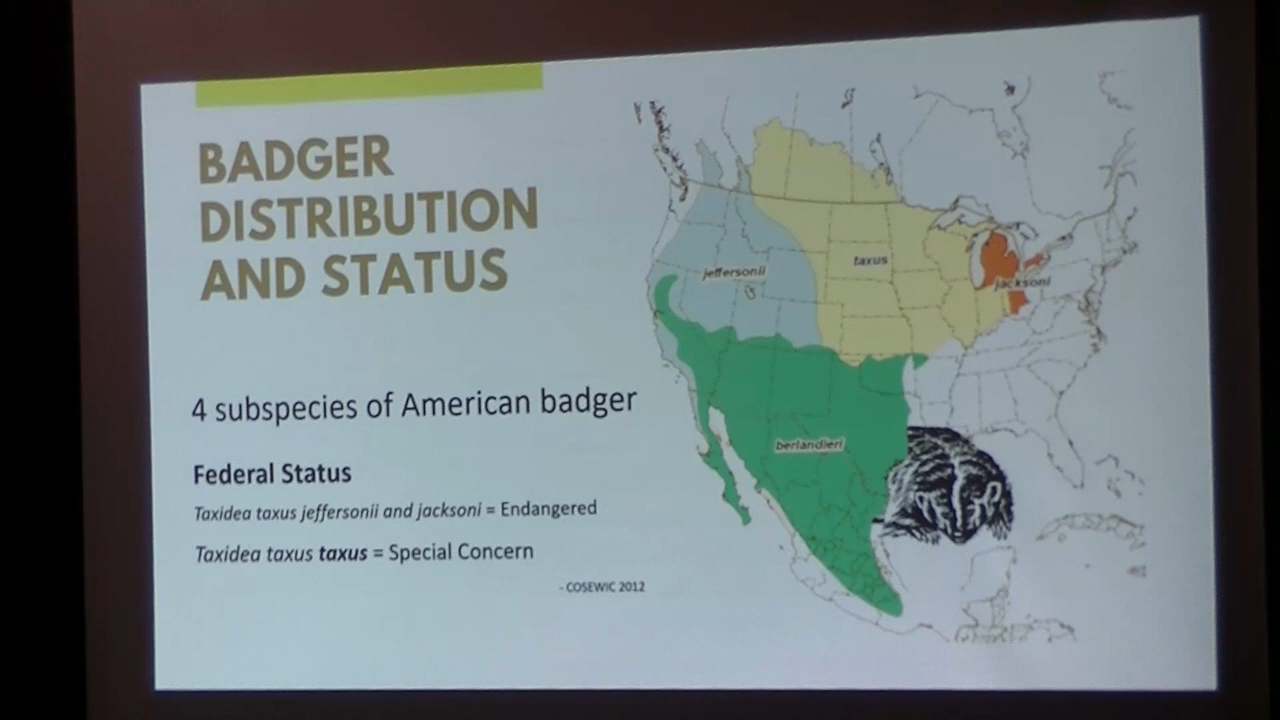 BADGER
DISTRIBUTION
AND STATUS
4 subspecies of American badger
Federal Status
Taxidea taxus jeffersonii and jacksoni = Endangered
Taxidea taxus taxus = Special Concern
- COSEWIC 2012
jeffersonii
taxus
jacksoni
berlandieri